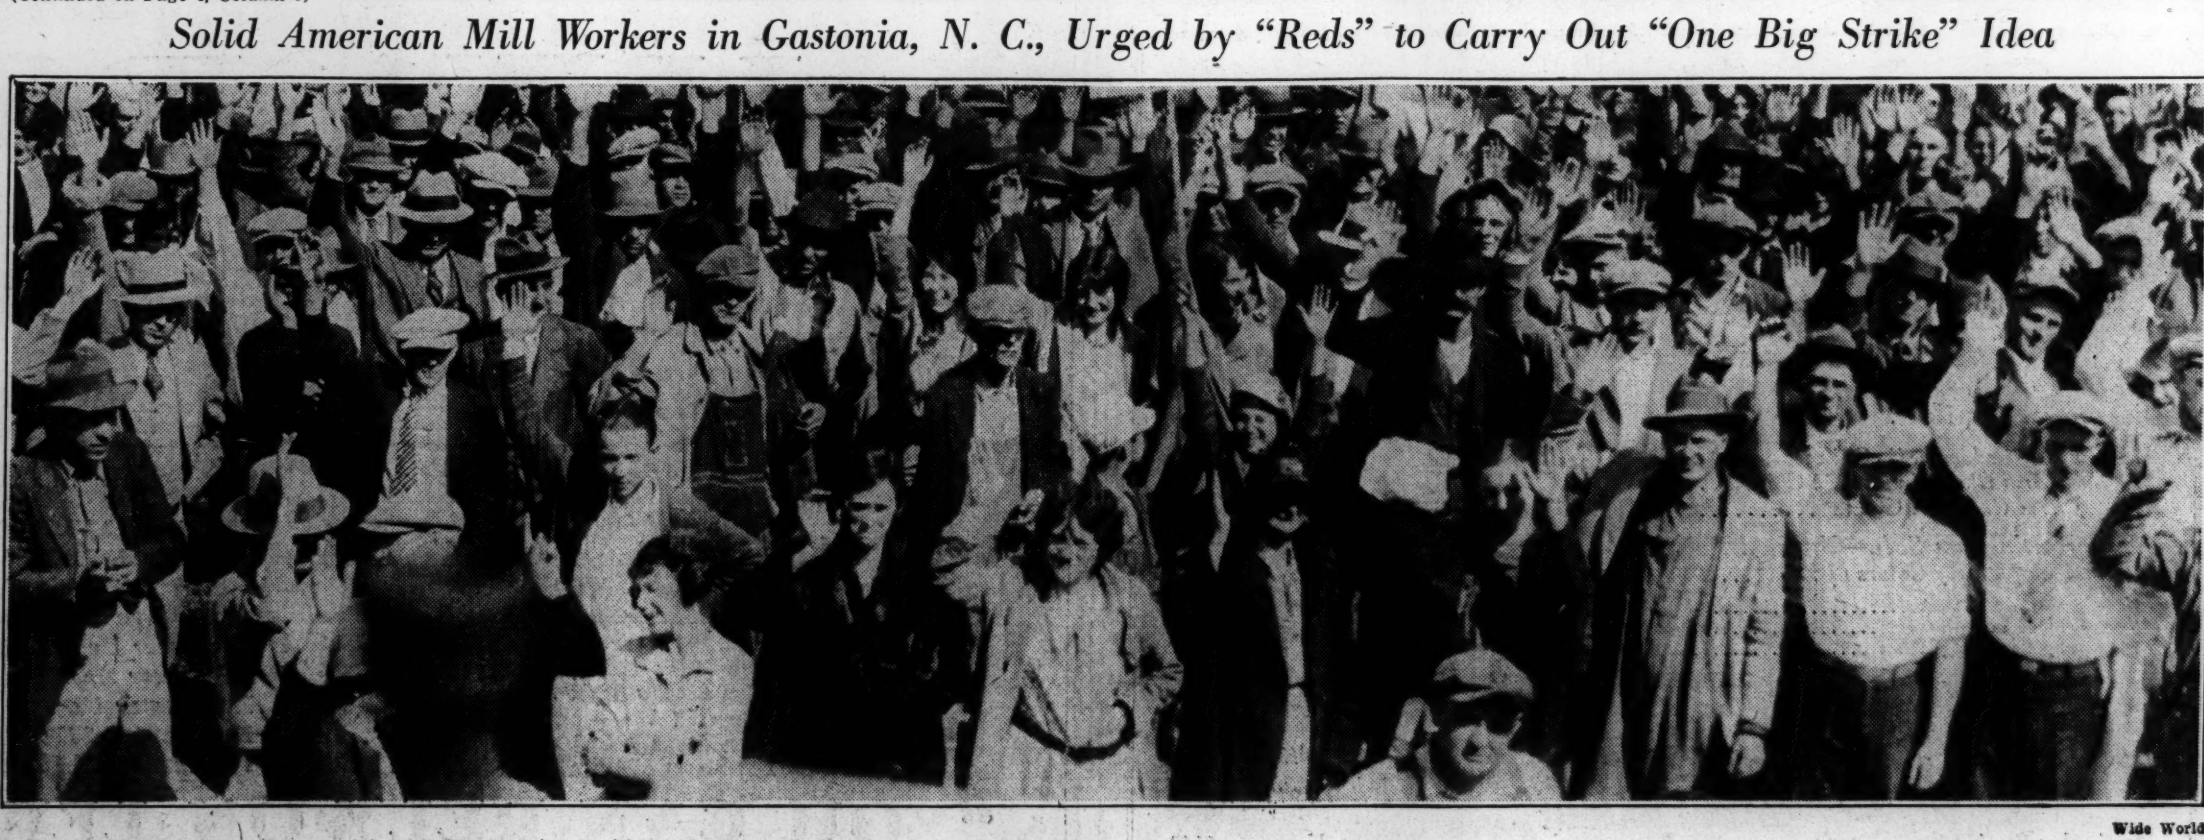 Solid American Mill Workers in Gastonia, N. C., Urged by “Reds” to Carry Out “One Big Strike” Idea
Wide World